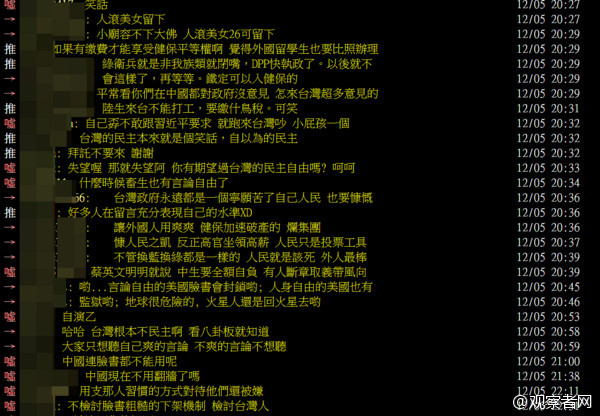 噓 笑話 12/05 20:27
→ : 人滾美女留下 12/05 20:27
→ : 小廟容不下大佛 人滾美女26可留下 12/05 20:29
推 如果有繳費才能享受健保平等權啊 覺得外國留學生也要比照辦理 12/05 20:29
→ 綠衛兵就是非我族類就閉嘴，DPP快執政了。以後就不 12/05 20:29
→ 會這樣了，再等等。鐵定可以入健保的 12/05 20:29
→ 平常看你們在中國都對政府沒意見 怎來台灣超多意見的 12/05 20:29
推 陸生來台不能打工，要繳什鳥稅。可笑 12/05 20:31
噓 : 自己孬不敢跟習近平要求 就跑來台灣吵 小屁孩一個 12/05 20:32
推 台灣的民主本來就是個笑話，自以為的民主 12/05 20:32
推 : 拜託不要來 謝謝 12/05 20:32
噓 : 失望喔 那就失望阿 你有期望過台灣的民主自由嗎? 呵呵 12/05 20:33
噓 什麼時候畜生也有言論自由了 12/05 20:34
→ 66: 台灣政府永遠都是一個寧願苦了自己人民 也要慷慨 12/05 20:36
推 : 好多人在留言充分表現自己的水準XD 12/05 20:36
→ : 讓外國人用爽爽 健保加速破產的 爛集團 12/05 20:36
→ : 慷人民之凱 反正高官坐領高薪 人民只是投票工具 12/05 20:37
→ : 不管換藍換綠都是一樣的 人民就是該死 外人最棒 12/05 20:39
噓 : 蔡英文明明就說 中生要全額自負 有人斷章取義帶風向 12/05 20:39
→ : 喲...言論自由的美國臉書會封鎖喲; 人身自由的美國也有 12/05 20:45
→ : 監獄喲; 地球很危險的, 火星人還是回火星去喲 12/05 20:46
噓 自演乙 12/05 20:53
→ 哈哈 台灣根本不民主啊 看八卦板就知道 12/05 20:58
→ 大家只想聽自己爽的言論 不爽的言論不想聽 12/05 20:59
噓 中國連臉書都不能用呢 12/05 21:00
噓 中國現在不用翻牆了嗎 12/05 21:38
→ 用支那人習慣的方式對待他們還被嫌 12/05 22:11
噓 : 不檢討臉書粗糙的下架機制 檢討台灣人
@观察者网